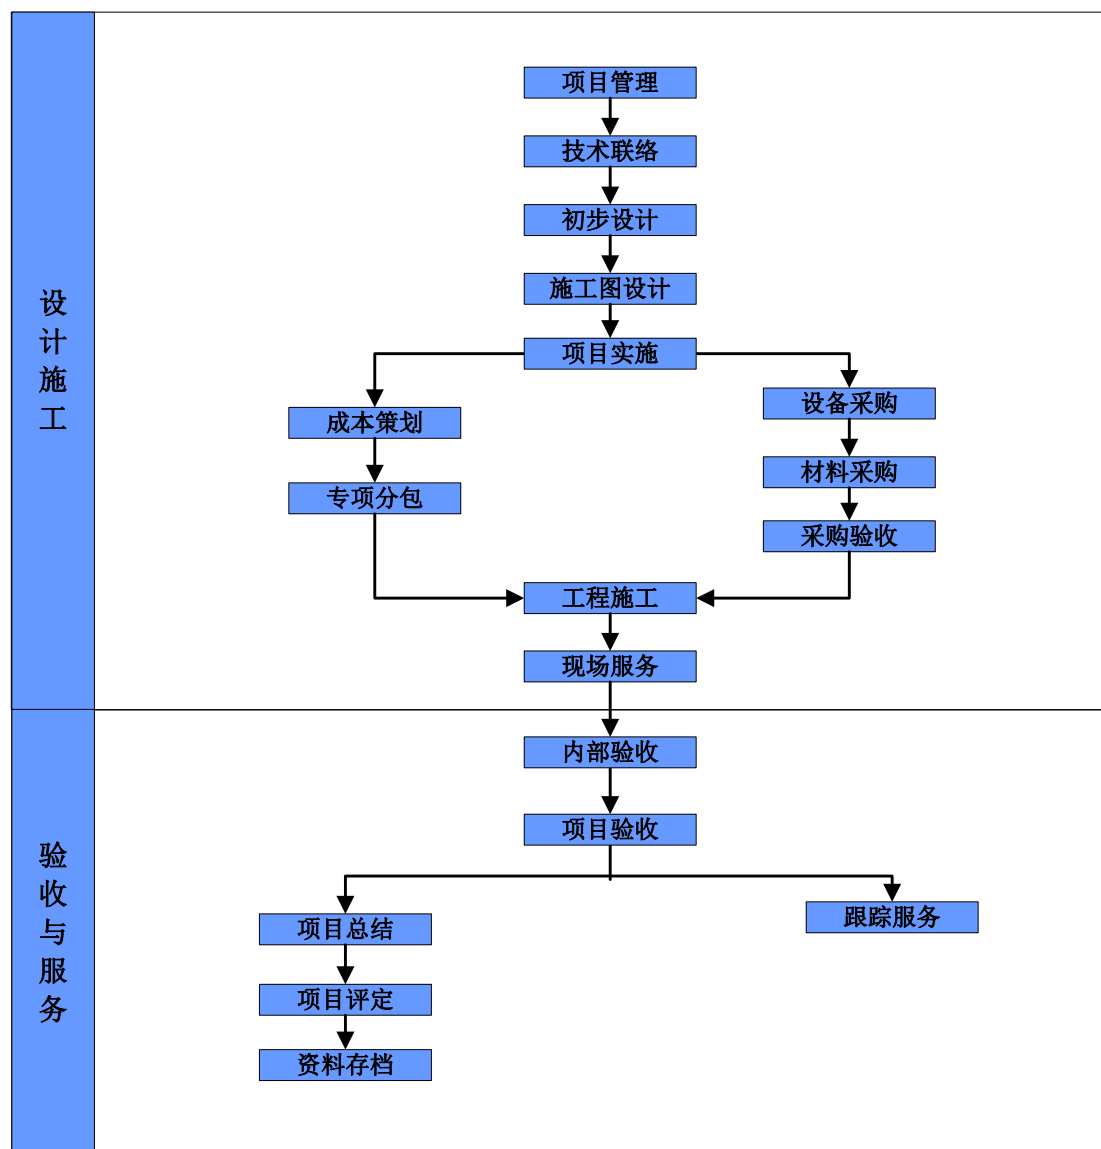 设计施工
项目管理
技术联络
初步设计
施工图设计
项目实施
成本策划
专项分包
设备采购
材料采购
采购验收
工程施工
现场服务
验收与服务
内部验收
项目验收
项目总结
项目评定
资料存档
跟踪服务